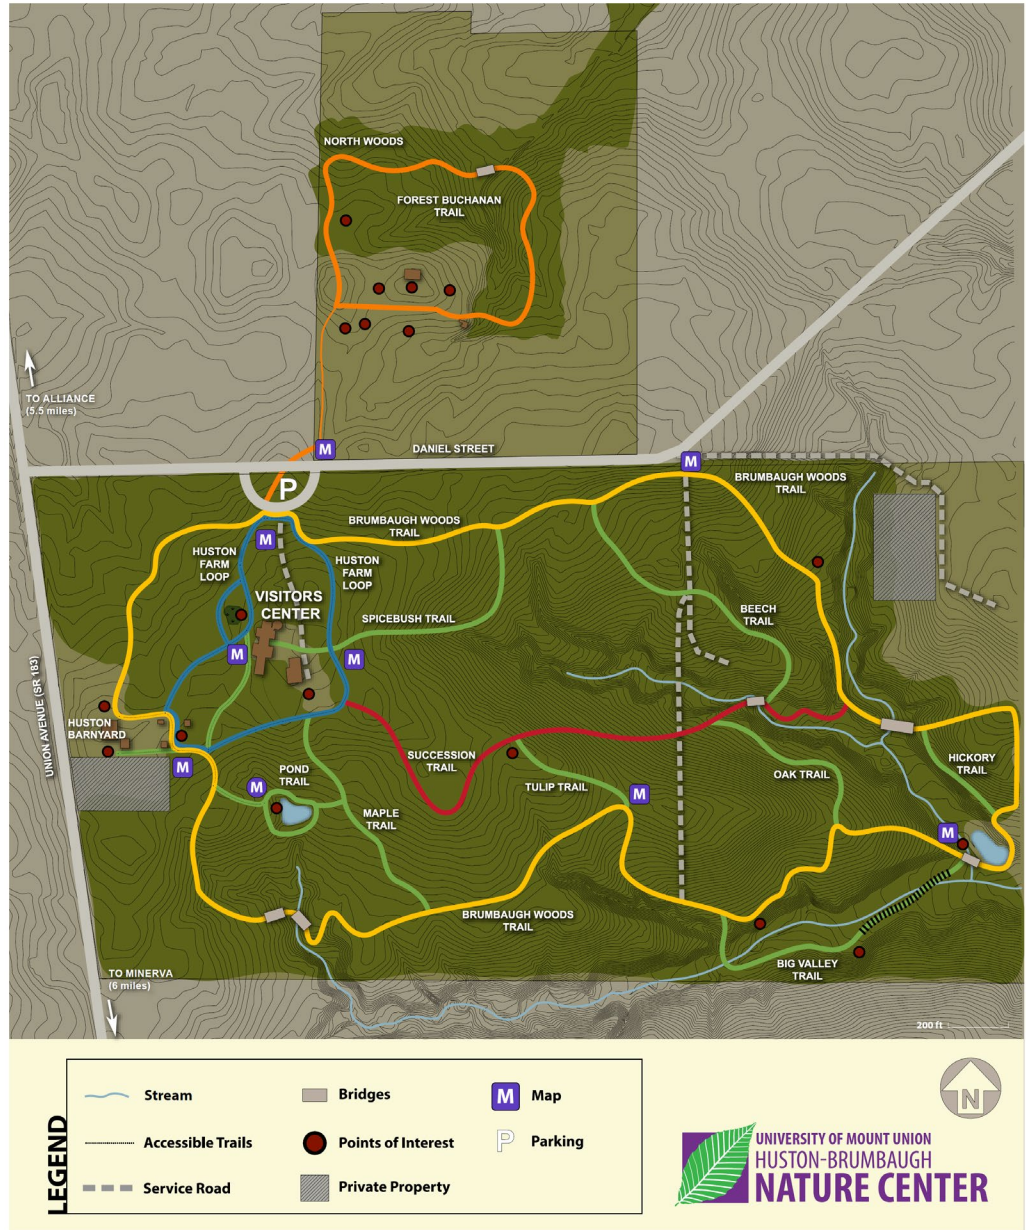 NORTH WOODS
FOREST BUCHANAN
TRAIL
TO ALLIANCE
(5.5 miles)
M
DANIEL STREET
M
P
BRUMBAUGH WOODS
TRAIL
BRUMBAUGH WOODS
TRAIL
M
HUSTON
FARM
LOOP
HUSTON
FARM
LOOP
VISITORS
CENTER
SPICEBUSH TRAIL
BEECH
TRAIL
M
M
UNION AVENUE (SR 183)
HUSTON
BARNYARD
M
SUCCESSION
TRAIL
HICKORY
TRAIL
POND
TRAIL
M
OAK TRAIL
TULIP TRAIL
M
MAPLE
TRAIL
M
BRUMBAUGH WOODS
TRAIL
BIG VALLEY
TRAIL
TO MINERVA
(6 miles)
200 ft
LEGEND
Stream
Accessible Trails
Service Road
Bridges
Points of Interest
Private Property
M Map
P Parking
N
UNIVERSITY OF MOUNT UNION
HUSTON-BRUMBAUGH
NATURE CENTER